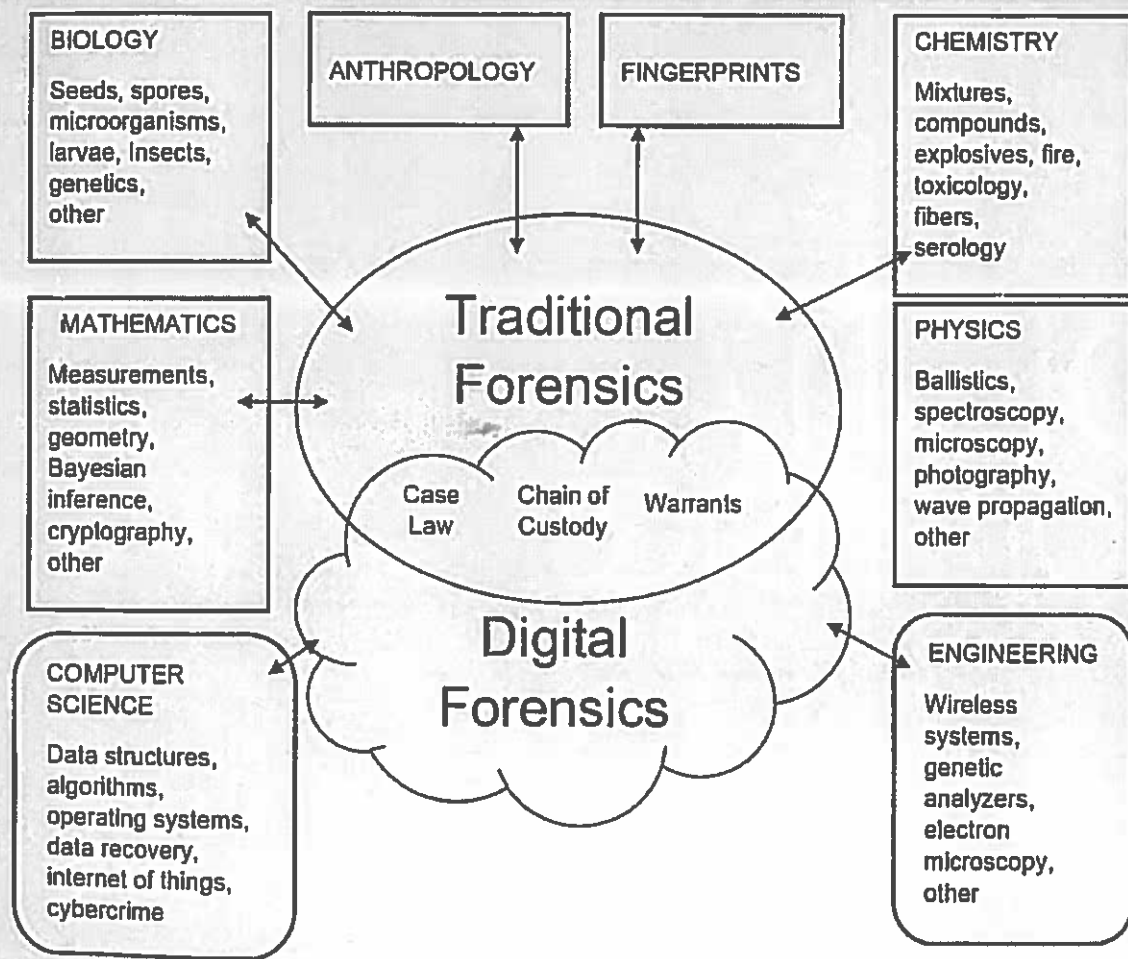 BIOLOGY
Seeds, spores,
microorganisms,
larvae, Insects,
genetics,
other
ANTHROPOLOGY
FINGERPRINTS
CHEMISTRY
Mixtures,
compounds,
explosives, fire,
toxicology,
fibers,
serology
MATHEMATICS
Measurements,
statistics,
geometry,
Bayesian
inference,
cryptography,
other
Traditional
Forensics
PHYSICS
Ballistics,
spectroscopy,
microscopy,
photography,
wave propagation,
other
Case
Law
Chain of
Custody
Warrants
Digital
Forensics
COMPUTER
SCIENCE
Data structures,
algorithms,
operating systems,
data recovery,
internet of things,
cybercrime
ENGINEERING
Wireless
systems,
genetic
analyzers,
electron
microscopy,
other